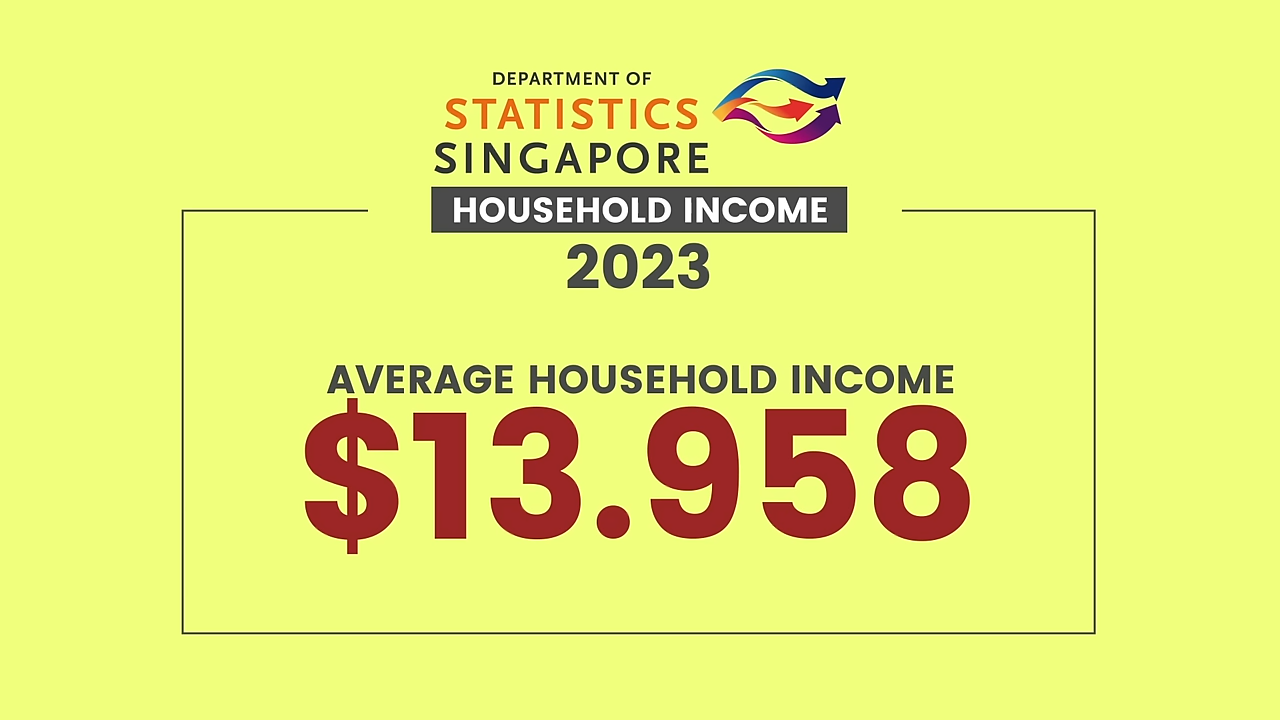 DEPARTMENT OF
STATISTICS
SINGAPORE
HOUSEHOLD INCOME
2023
AVERAGE HOUSEHOLD INCOME
$13.958